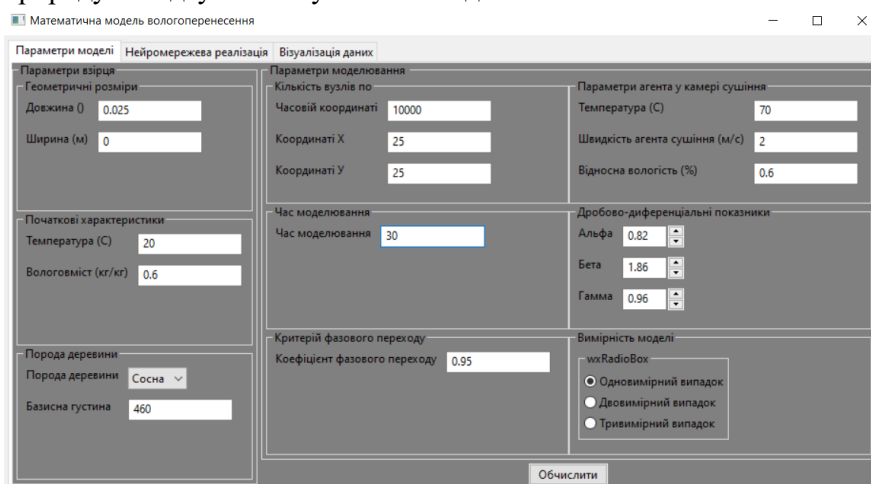 Математична модель вологоперенесення
Параметри моделі Нейромережева реалізація Візуалізація даних
Параметри взірця
Геометричні розміри
Довжина () 0.025
Ширина (м) 0
Початкові характеристики
Температура (С) 20
Вологовміст (кг/кг) 0.6
Порода деревини
Порода деревини Сосна
Базисна густина 460
Параметри моделювання
Кількість вузлів по
Часовій координаті 10000
Координаті Х 25
Координаті У 25
Час моделювання
Час моделювання 30
Критерій фазового переходу
Коефіцієнт фазового переходу 0.95
Параметри агента у камері сушіння
Температура (С) 70
Швидкість агента сушіння (м/с) 2
Відносна вологість (%) 0.6
Дробово-диференціальні показники
Альфа 0.82
Бета 1.86
Гамма 0.96
Вимірність моделі
wxRadioBox
Одновимірний випадок
Двовимірний випадок
Тривимірний випадок
Обчислити